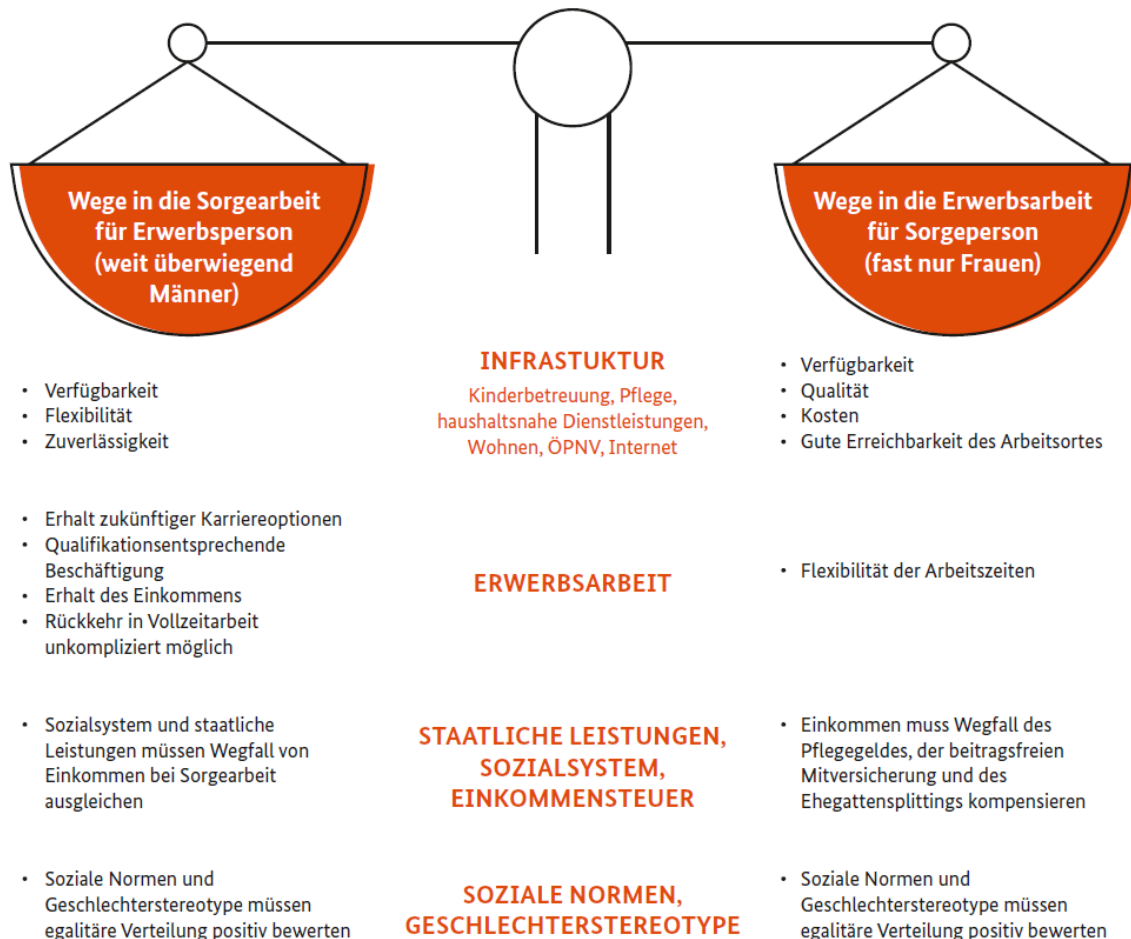 Wege in die Sorgearbeit
für Erwerbsperson
(weit überwiegend
Männer)
Wege in die Erwerbsarbeit
für Sorgeperson
(fast nur Frauen)
• Verfügbarkeit
• Flexibilität
• Zuverlässigkeit
INFRASTUKTUR
Kinderbetreuung, Pflege,
haushaltsnahe Dienstleistungen,
Wohnen, ÖPNV, Internet
• Verfügbarkeit
• Qualität
• Kosten
• Gute Erreichbarkeit des Arbeitsortes
• Erhalt zukünftiger Karriereoptionen
• Qualifikationsentsprechende
Beschäftigung
• Erhalt des Einkommens
• Rückkehr in Vollzeitarbeit
unkompliziert möglich
ERWERBSARBEIT
• Flexibilität der Arbeitszeiten
• Sozialsystem und staatliche
Leistungen müssen Wegfall von
Einkommen bei Sorgearbeit
ausgleichen
STAATLICHE LEISTUNGEN,
SOZIALSYSTEM,
EINKOMMENSTEUER
• Einkommen muss Wegfall des
Pflegegeldes, der beitragsfreien
Mitversicherung und des
Ehegattensplittings kompensieren
• Soziale Normen und
Geschlechterstereotype müssen
egalitäre Verteilung positiv bewerten
SOZIALE NORMEN,
GESCHLECHTERSTEREOTYPE
• Soziale Normen und
Geschlechterstereotype müssen
egalitäre Verteilung positiv bewerten